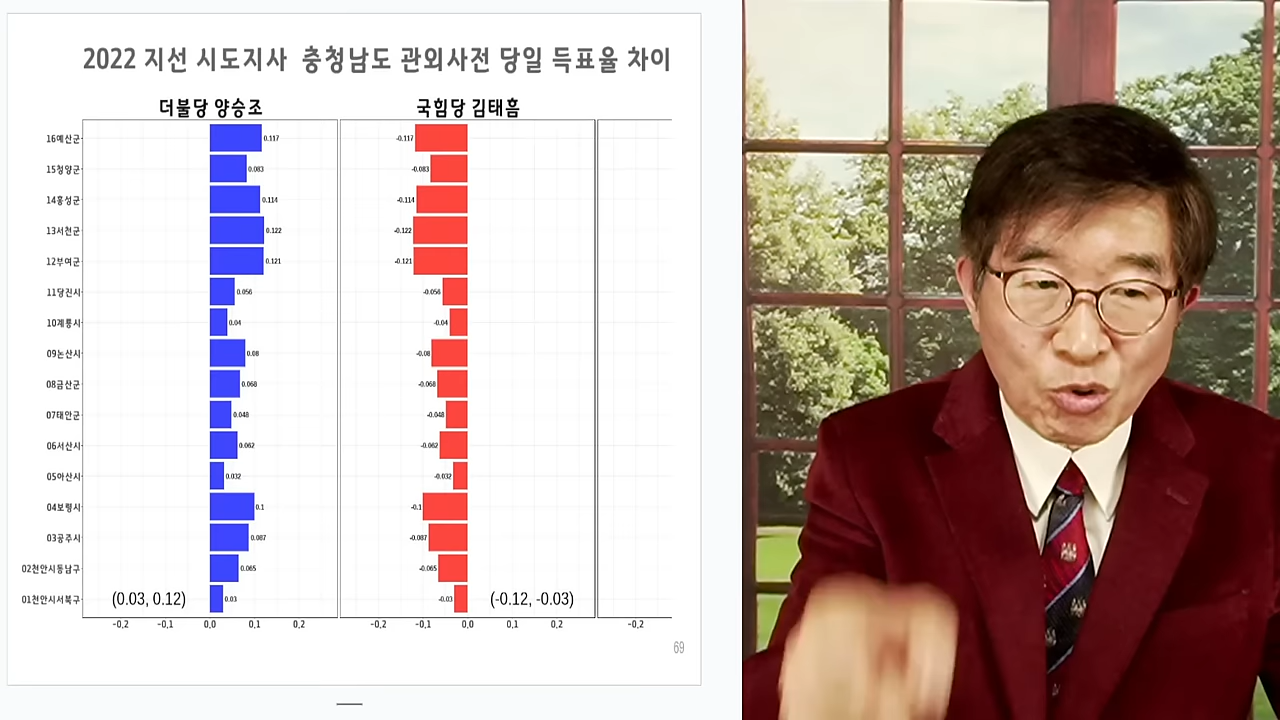 2022 지선 시도지사 충청남도 관외사전 당일 득표율 차이
더불당 양승조
국힘당 김태흠
16예산군
0.117
-0.117
15청양군
0.083
-0.083
14홍성군
0.114
-0.114
13서천군
0.122
-0.122
12부여군
0.121
-0.121
11당진시
0.056
-0.056
10계룡시
0.04
-0.04
09논산시
0.08
-0.08
08금산군
0.068
-0.068
07태안군
0.048
-0.048
06서산시
0.062
-0.062
05아산시
0.032
-0.032
04보령시
0.1
-0.1
03공주시
0.087
-0.087
02천안시동남구
0.065
-0.065
01천안시서북구
(0.03, 0.12)
0.03
-0.03
(-0.12, -0.03)
-0,2 -0,1 0,0 0,1 0,2
-0,2 -0,1 0,0 0,1 0,2
-0,2
69